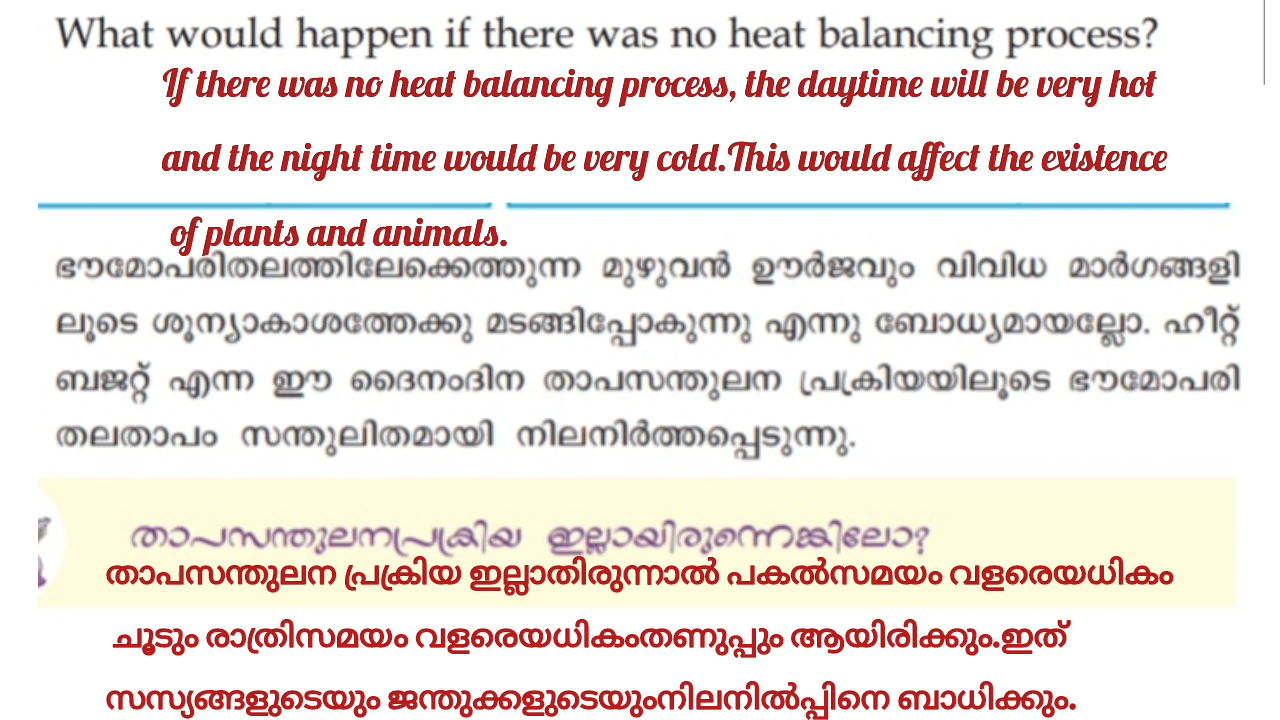 What would happen if there was no heat balancing process?
If there was no heat balancing process, the daytime will be very hot
and the night time would be very cold.This would affect the existence
of plants and animals.
ഭൗമോപരിതലത്തിലേക്കെത്തുന്ന മുഴുവൻ ഊർജവും വിവിധ മാർഗങ്ങളി
ലൂടെ ശൂന്യാകാശത്തേക്കു മടങ്ങിപ്പോകുന്നു എന്നു ബോധ്യമായല്ലോ. ഹീറ്റ്
ബജറ്റ് എന്ന ഈ ദൈനംദിന താപസന്തുലന പ്രക്രിയയിലൂടെ ഭൗമോപരി
തലതാപം സന്തുലിതമായി നിലനിർത്തപ്പെടുന്നു.
താപസന്തുലനപ്രക്രിയ ഇല്ലായിരുന്നെങ്കിലോ?
താപസന്തുലന പ്രക്രിയ ഇല്ലാതിരുന്നാൽ പകൽസമയം വളരെയധികം
ചൂടും രാത്രിസമയം വളരെയധികംതണുപ്പും ആയിരിക്കും.ഇത്
സസ്യങ്ങളുടെയും ജന്തുക്കളുടെയുംനിലനിൽപ്പിനെ ബാധിക്കും.